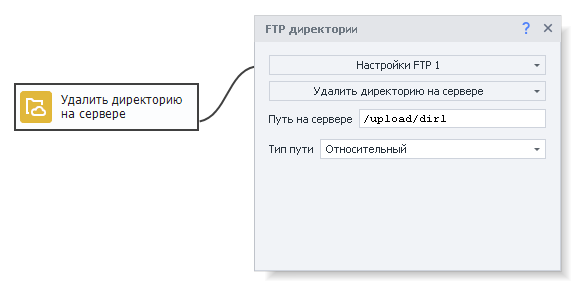 FTP директории
?
Удалить директорию
на сервере
Настройки FTP 1
Удалить директорию на сервере
Путь на сервере /upload/dir1
Тип пути Относительный